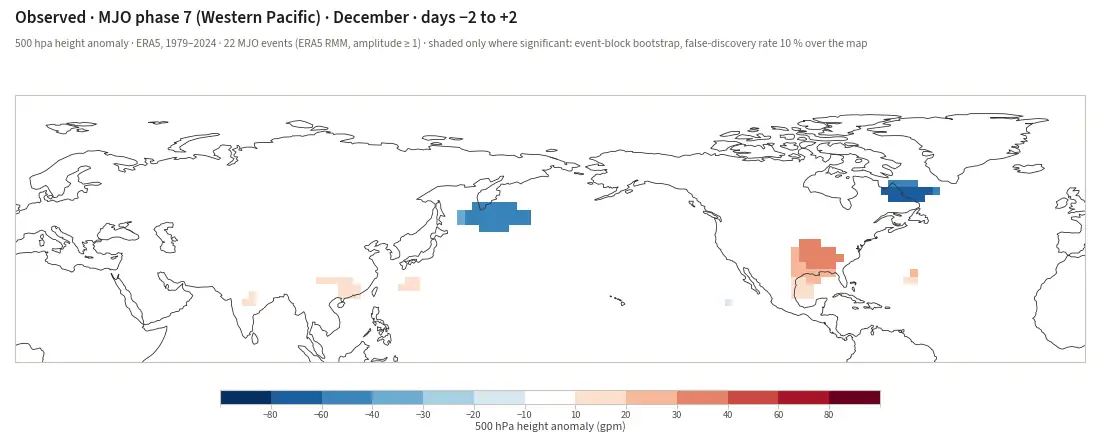 Observed · MJO phase 7 (Western Pacific) · December · days −2 to +2
500 hpa height anomaly · ERA5, 1979–2024 · 22 MJO events (ERA5 RMM, amplitude ≥ 1) · shaded only where significant: event-block bootstrap, false-discovery rate 10 % over the map
−80 −60 −40 −30 −20 −10 10 20 30 40 60 80
500 hPa height anomaly (gpm)